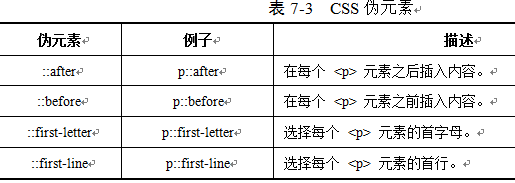 表 7-3 CSS 伪元素
伪元素 例子 描述
::after p::after 在每个 <p> 元素之后插入内容。
::before p::before 在每个 <p> 元素之前插入内容。
::first-letter p::first-letter 选择每个 <p> 元素的首字母。
::first-line p::first-line 选择每个 <p> 元素的首行。